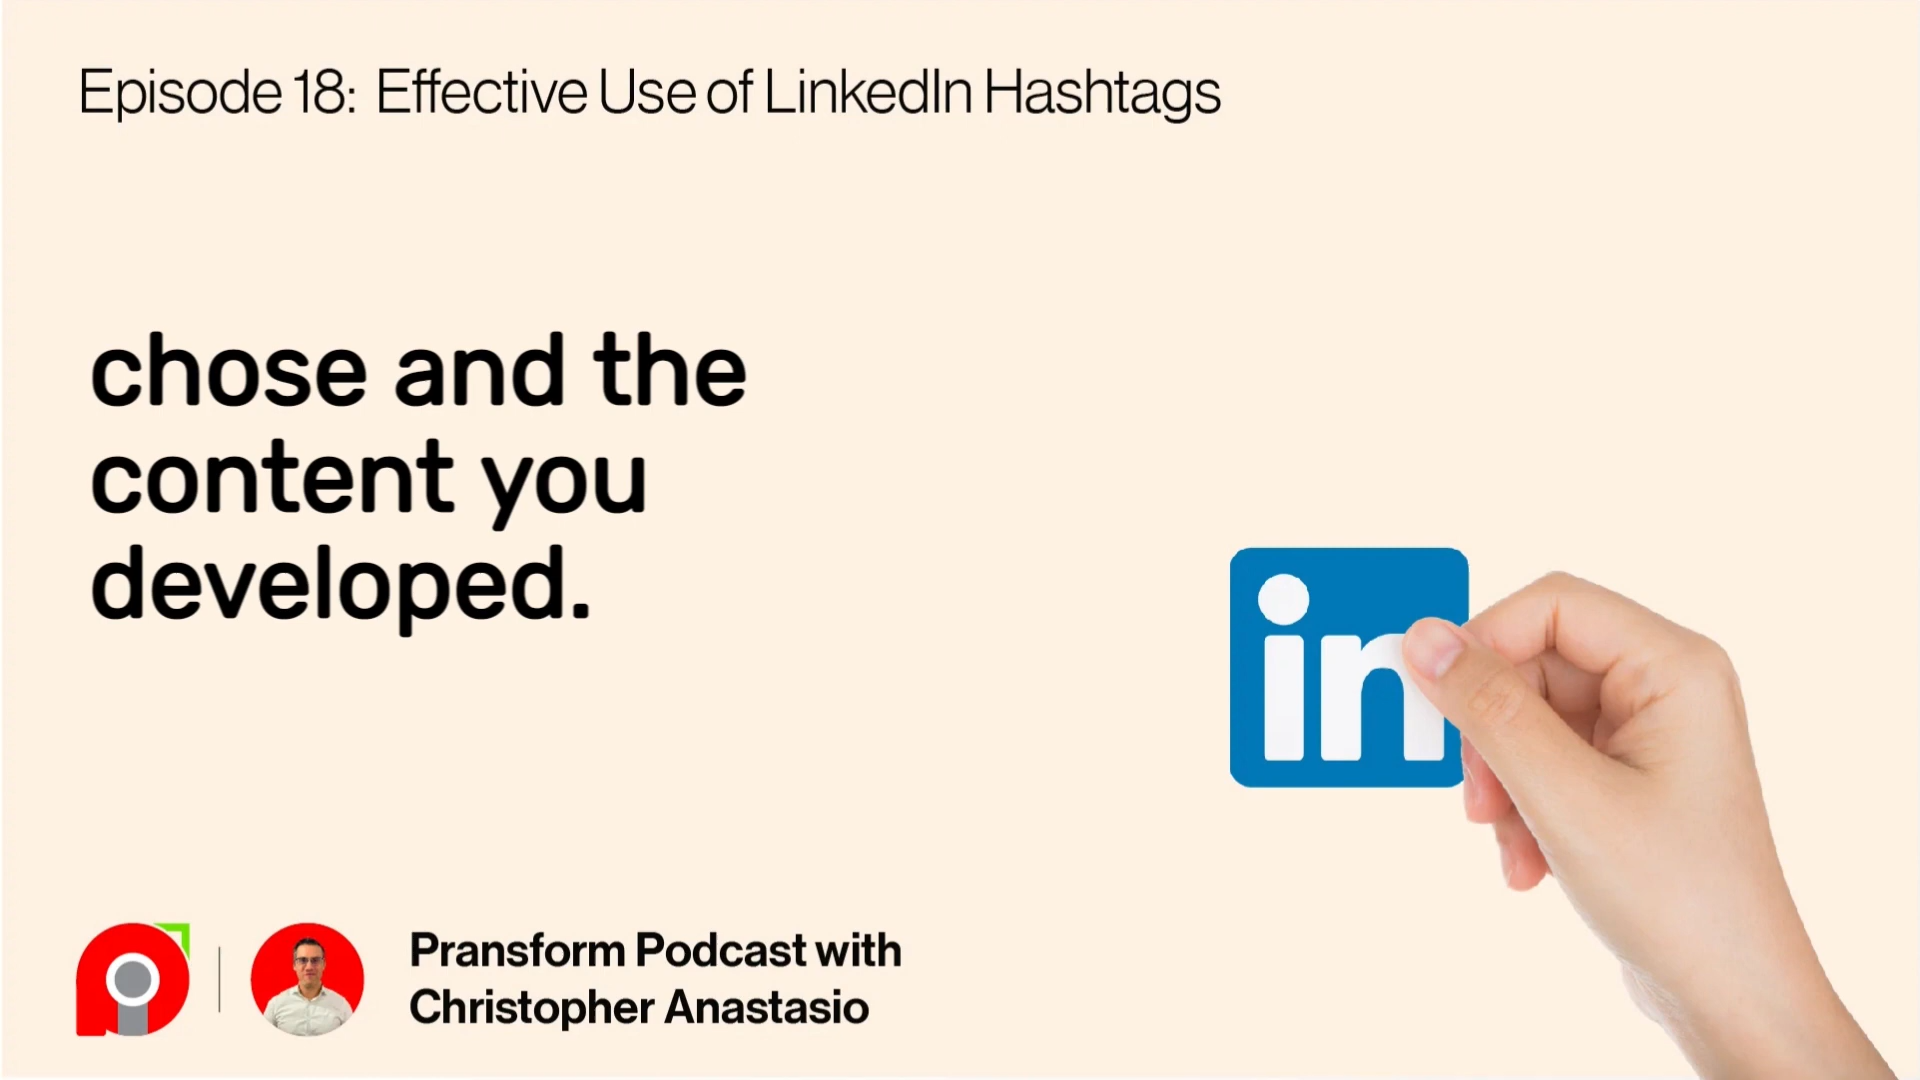 Episode 18: Effective Use of LinkedIn Hashtags
chose and the
content you
developed.
in
Pransform Podcast with
Christopher Anastasio